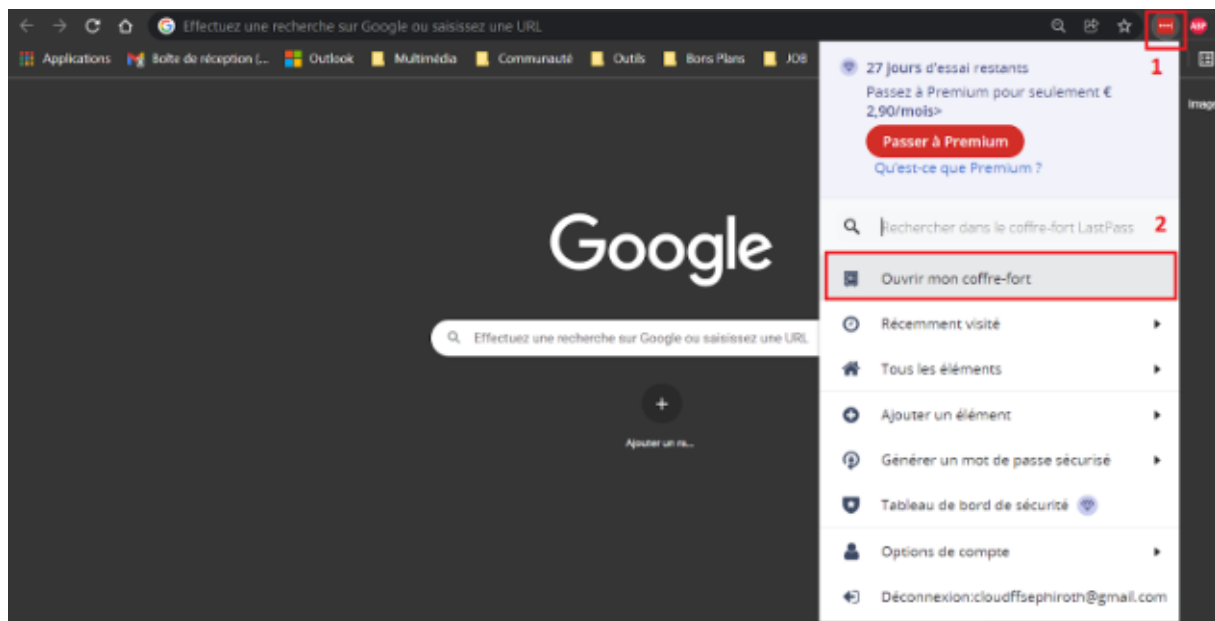 Effectuez une recherche sur Google ou saisissez une URL
Applications
Boîte de réception (...
Outlook
Multimédia
Communauté
Outils
Bons Plans
JOB
ABP
1
27 jours d'essai restants
Passez à Premium pour seulement €
2,90/mois>
Passer à Premium
Qu'est-ce que Premium ?
Rechercher dans le coffre-fort LastPass
2
Ouvrir mon coffre-fort
Récemment visité
Tous les éléments
Ajouter un élément
Générer un mot de passe sécurisé
Tableau de bord de sécurité
Options de compte
Déconnexion:cloudffsephiroth@gmail.com
Google
Effectuez une recherche sur Google ou saisissez une URL
Ajouter un ra...
Image